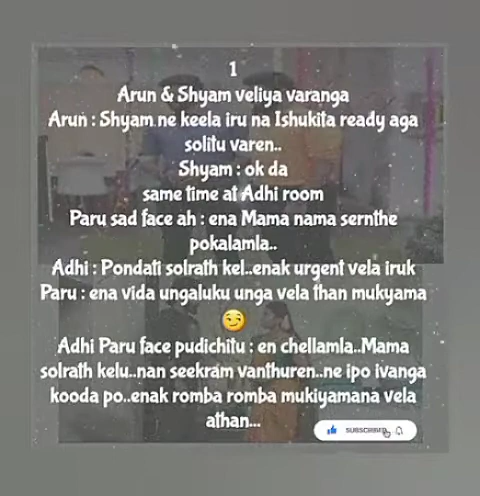 1
Arun & Shyam veliya varanga
Arun : Shyam ne keela iru na Ishukita ready aga
solitu varen..
Shyam : ok da
same time at Adhi room
Paru sad face ah : ena Mama nama sernthe
pokalamla..
Adhi : Pondati solrath kel..enak urgent vela iruk
Paru : ena vida ungaluku unga vela than mukyama
😏
Adhi Paru face pudichitu : en chellamla..Mama
solrath kelu..nan seekram vanthuren..ne ipo ivanga
kooda po..enak romba romba mukiyamana vela
athan...
SUBSCRIBED